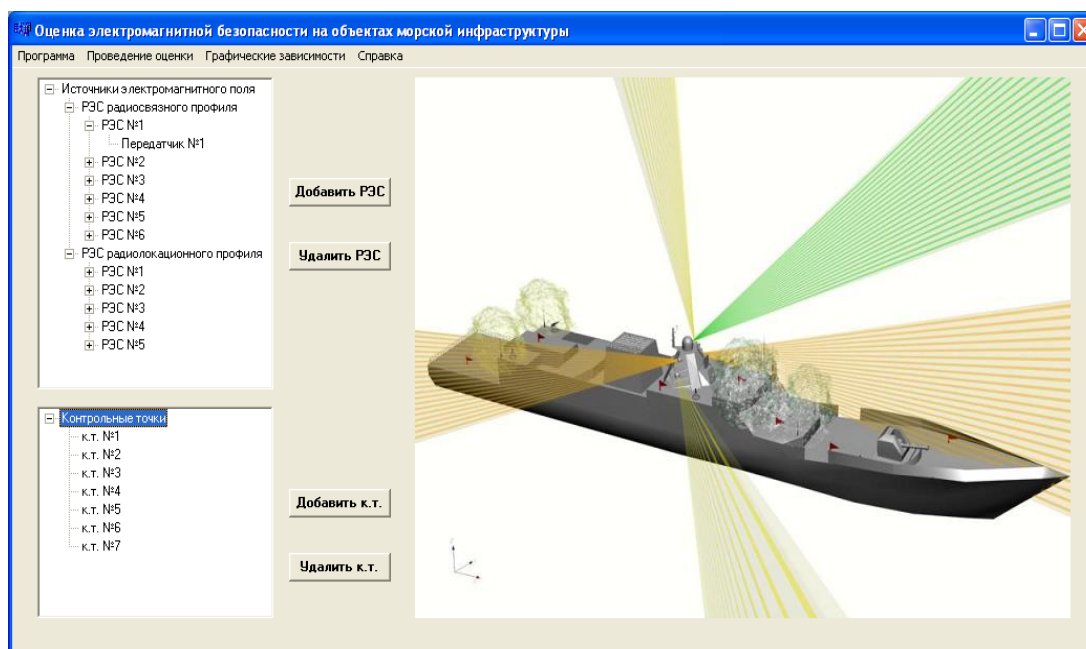 Оценка электромагнитной безопасности на объектах морской инфраструктуры
Программа Проведение оценки Графические зависимости Справка
Источники электромагнитного поля
РЭС радиосвязного профиля
РЭС №1
Передатчик №1
РЭС №2
РЭС №3
РЭС №4
РЭС №5
РЭС №6
РЭС радиолокационного профиля
РЭС №1
РЭС №2
РЭС №3
РЭС №4
РЭС №5
Добавить РЭС
Удалить РЭС
Контрольные точки
к.т. №1
к.т. №2
к.т. №3
к.т. №4
к.т. №5
к.т. №6
к.т. №7
Добавить к.т.
Удалить к.т.